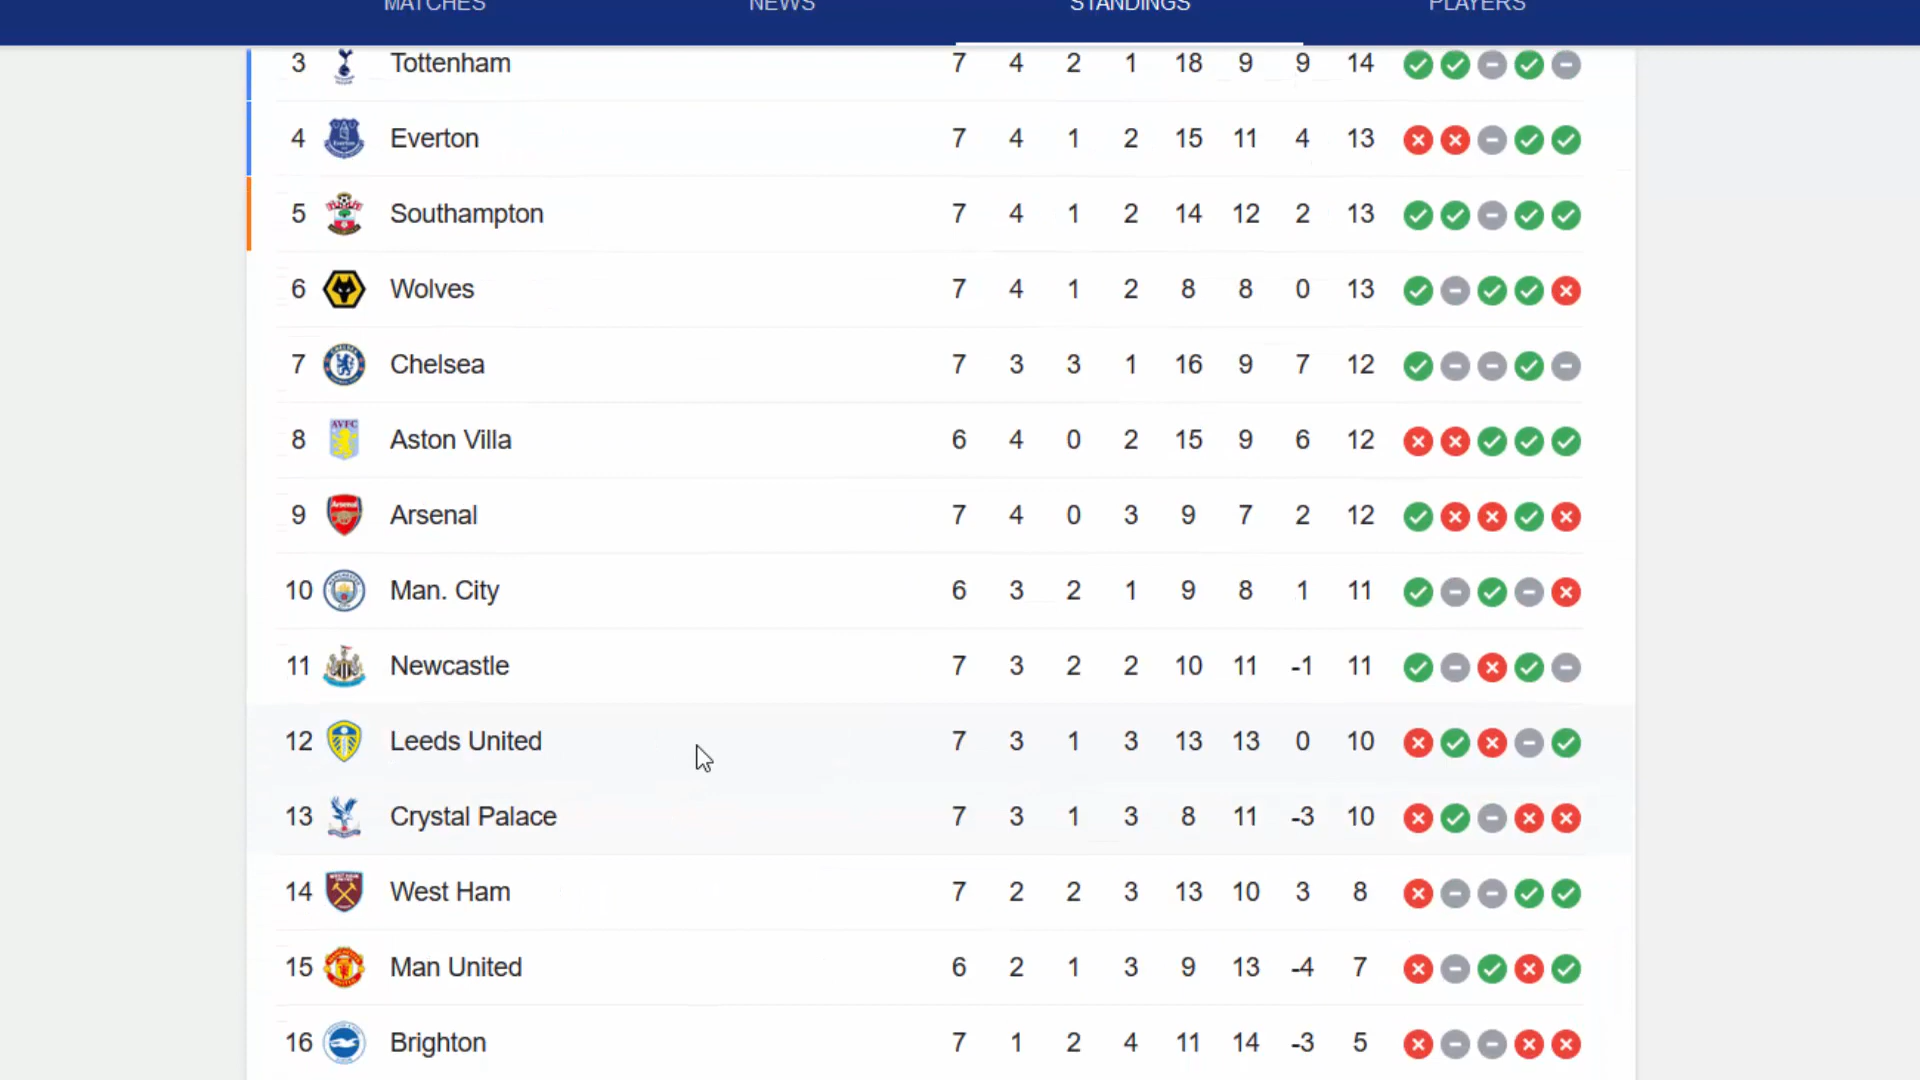 MATCHES NEWS STANDINGS PLAYERS
3 Tottenham 7 4 2 1 18 9 9 14
4 Everton 7 4 1 2 15 11 4 13
5 Southampton 7 4 1 2 14 12 2 13
6 Wolves 7 4 1 2 8 8 0 13
7 Chelsea 7 3 3 1 16 9 7 12
8 Aston Villa 6 4 0 2 15 9 6 12
9 Arsenal 7 4 0 3 9 7 2 12
10 Man. City 6 3 2 1 9 8 1 11
11 Newcastle 7 3 2 2 10 11 -1 11
12 Leeds United 7 3 1 3 13 13 0 10
13 Crystal Palace 7 3 1 3 8 11 -3 10
14 West Ham 7 2 2 3 13 10 3 8
15 Man United 6 2 1 3 9 13 -4 7
16 Brighton 7 1 2 4 11 14 -3 5